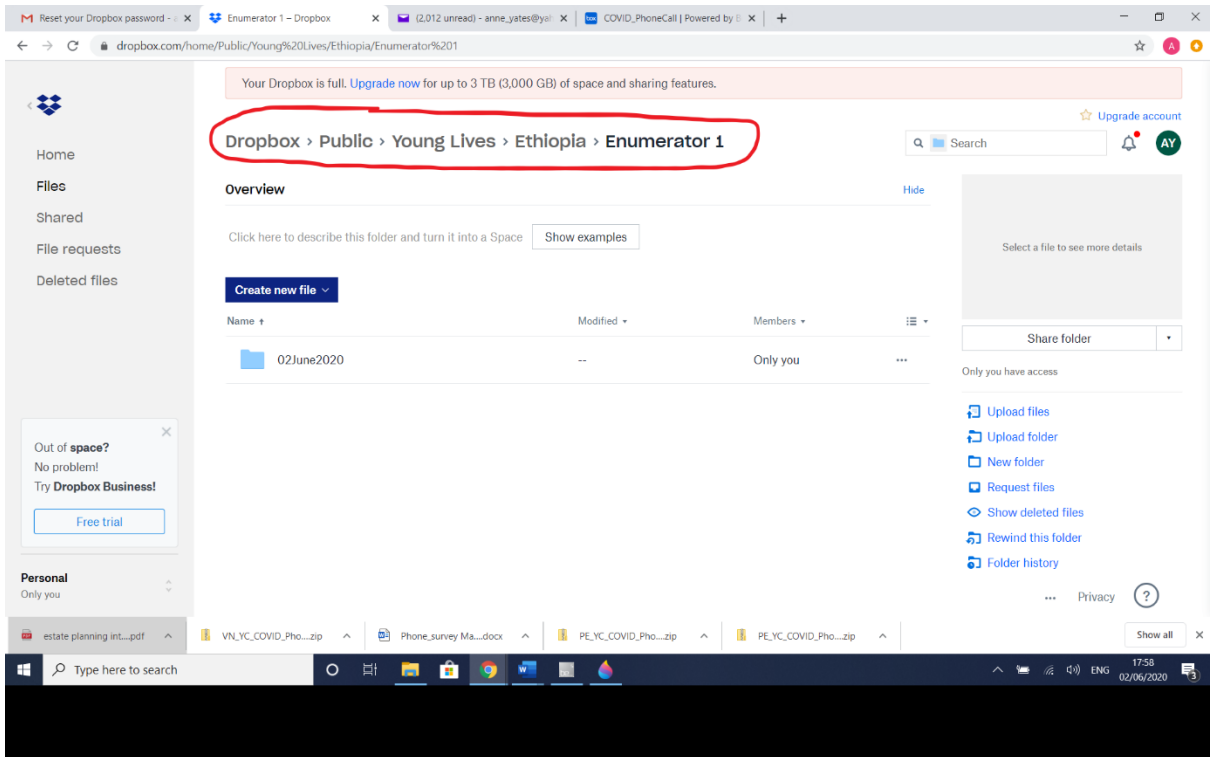 Reset your Dropbox password - a
Enumerator 1 – Dropbox
(2,012 unread) - anne_yates@yah
COVID_PhoneCall | Powered by B
dropbox.com/home/Public/Young%20Lives/Ethiopia/Enumerator%201
A
Your Dropbox is full. Upgrade now for up to 3 TB (3,000 GB) of space and sharing features.
Upgrade account
Dropbox › Public › Young Lives › Ethiopia › Enumerator 1
Search
AY
Home
Files
Shared
File requests
Deleted files
Overview
Hide
Click here to describe this folder and turn it into a Space
Show examples
Select a file to see more details
Create new file
Name
Modified
Members
02June2020
--
Only you
Share folder
Only you have access
Upload files
Upload folder
New folder
Request files
Show deleted files
Rewind this folder
Folder history
Out of space?
No problem!
Try Dropbox Business!
Free trial
Personal
Only you
Privacy
?
estate planning int....pdf
VN_YC_COVID_Pho....zip
Phone_survey Ma....docx
PE_YC_COVID_Pho....zip
PE_YC_COVID_Pho....zip
Show all
Type here to search
ENG
17:58
02/06/2020
3